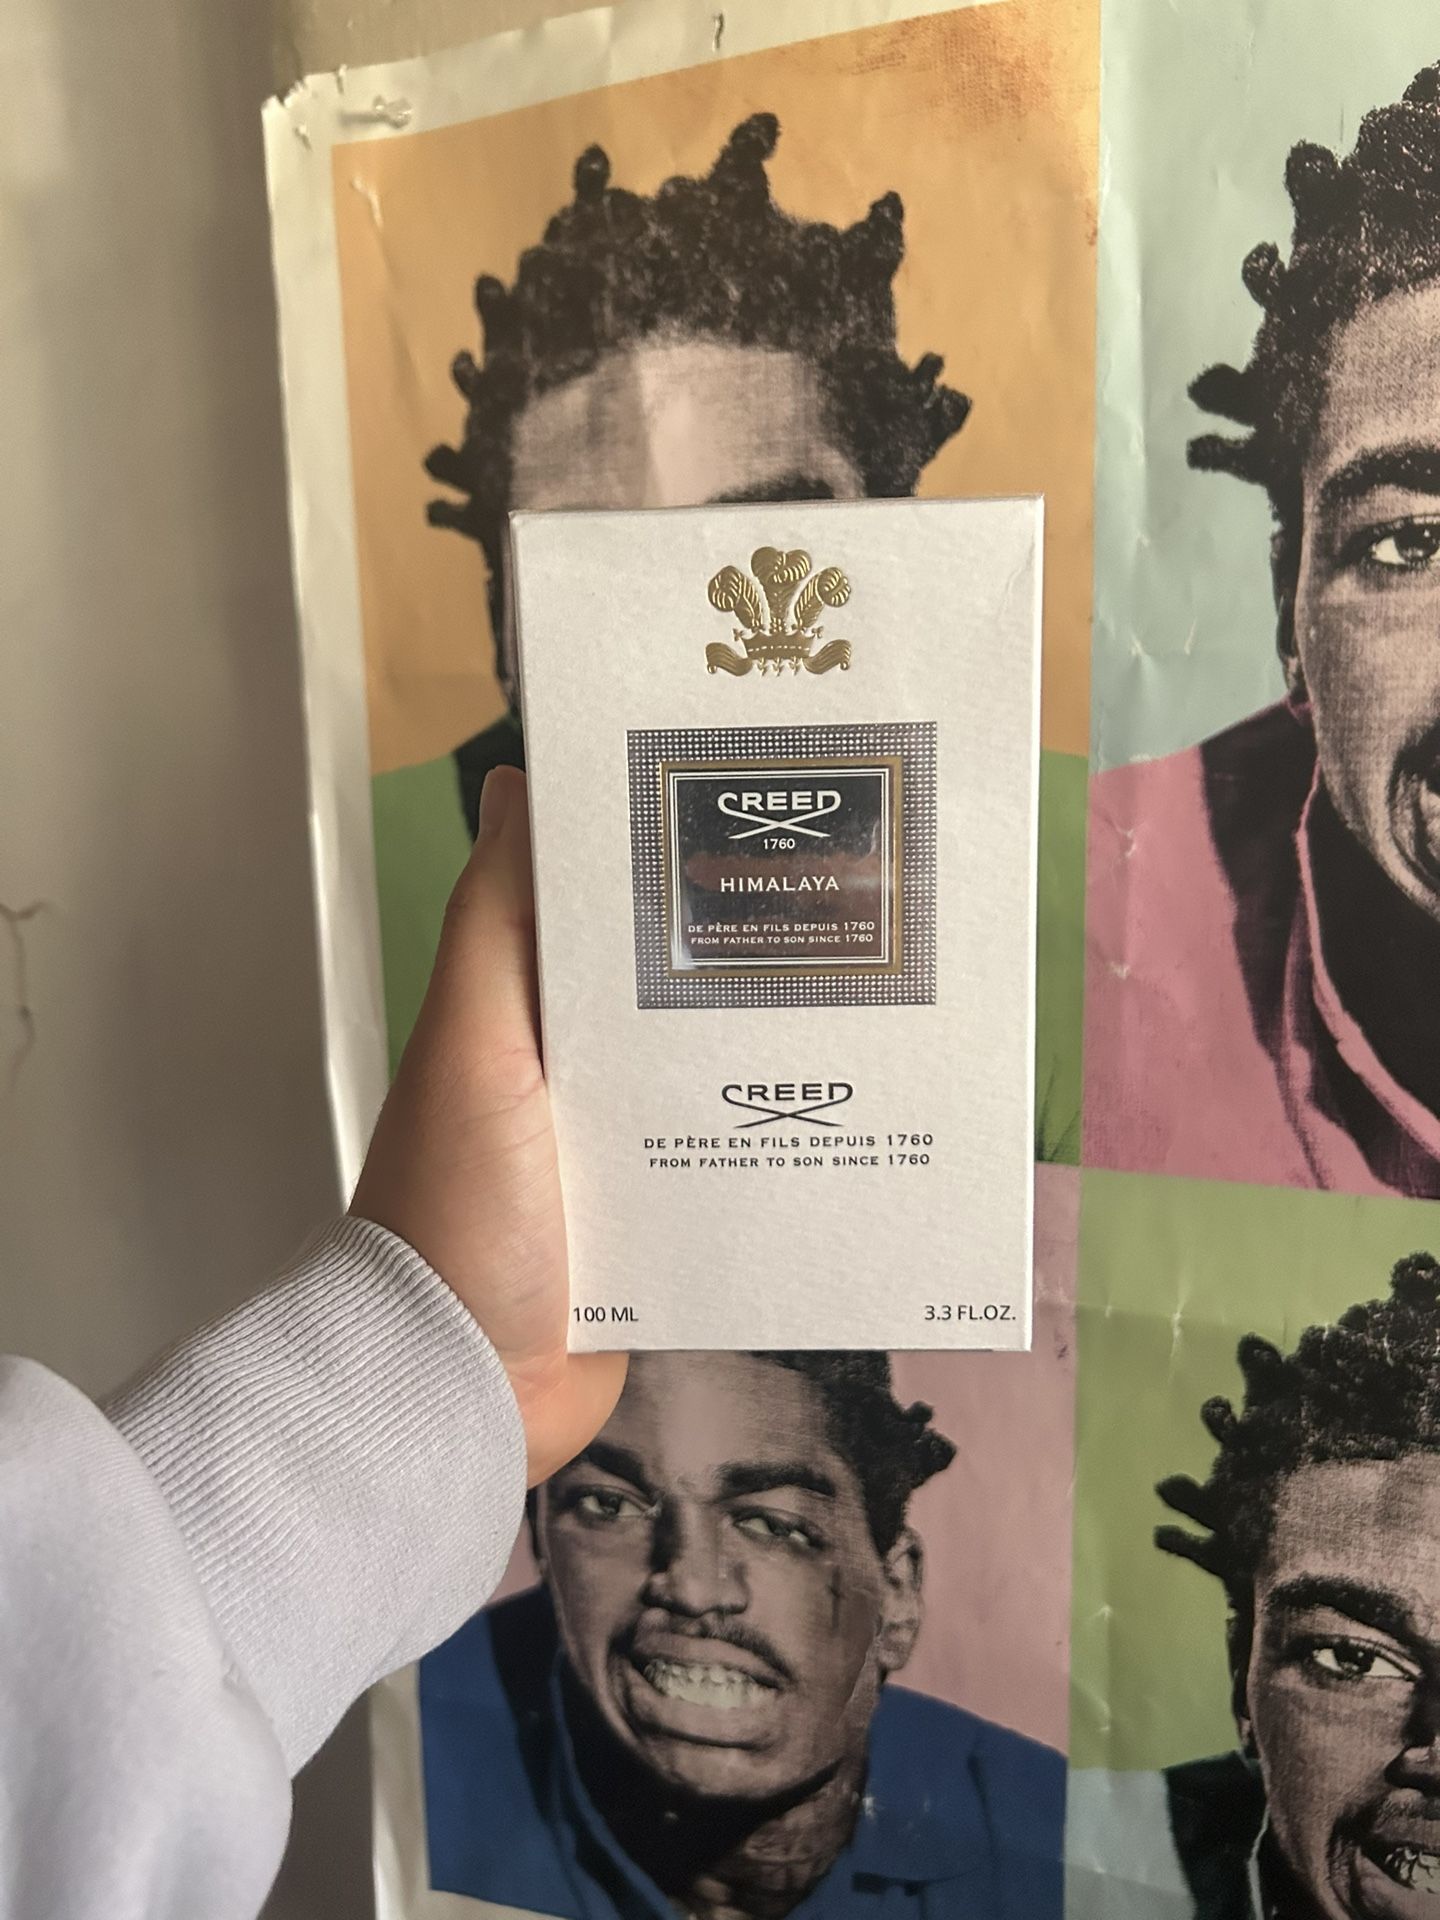 CREED
1760
HIMALAYA
DE PÈRE EN FILS DEPUIS 1760
FROM FATHER TO SON SINCE 1760
CREED
DE PÈRE EN FILS DEPUIS 1760
FROM FATHER TO SON SINCE 1760
100 ML 3.3 FL.OZ.